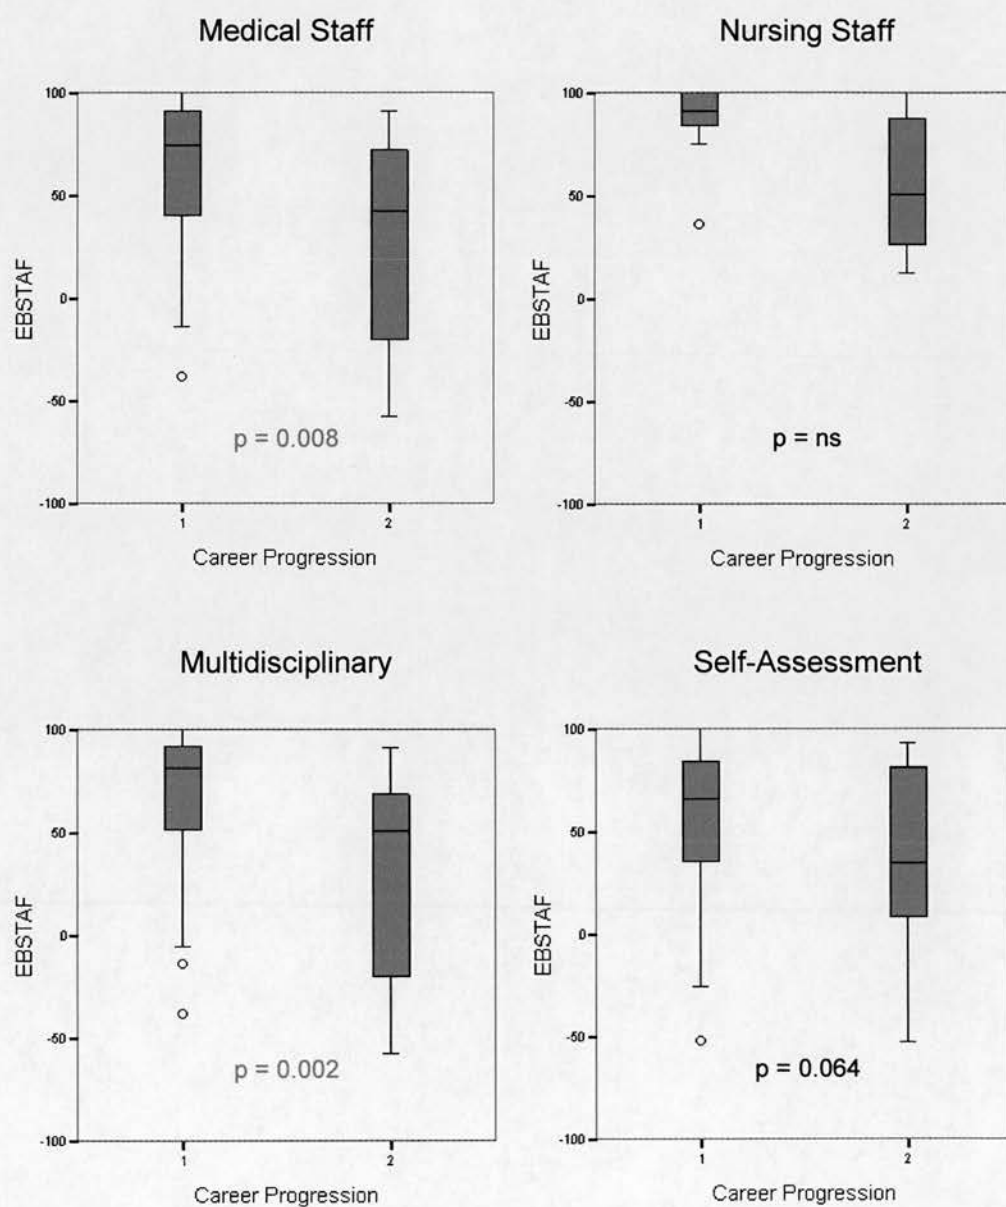 Medical Staff
Nursing Staff
100
50
0
-50
-100
EBSTAF
p = 0.008
1
2
Career Progression
100
50
0
-50
-100
EBSTAF
p = ns
1
2
Career Progression
Multidisciplinary
Self-Assessment
100
50
0
-50
-100
EBSTAF
p = 0.002
1
2
Career Progression
100
50
0
-50
-100
EBSTAF
p = 0.064
1
2
Career Progression